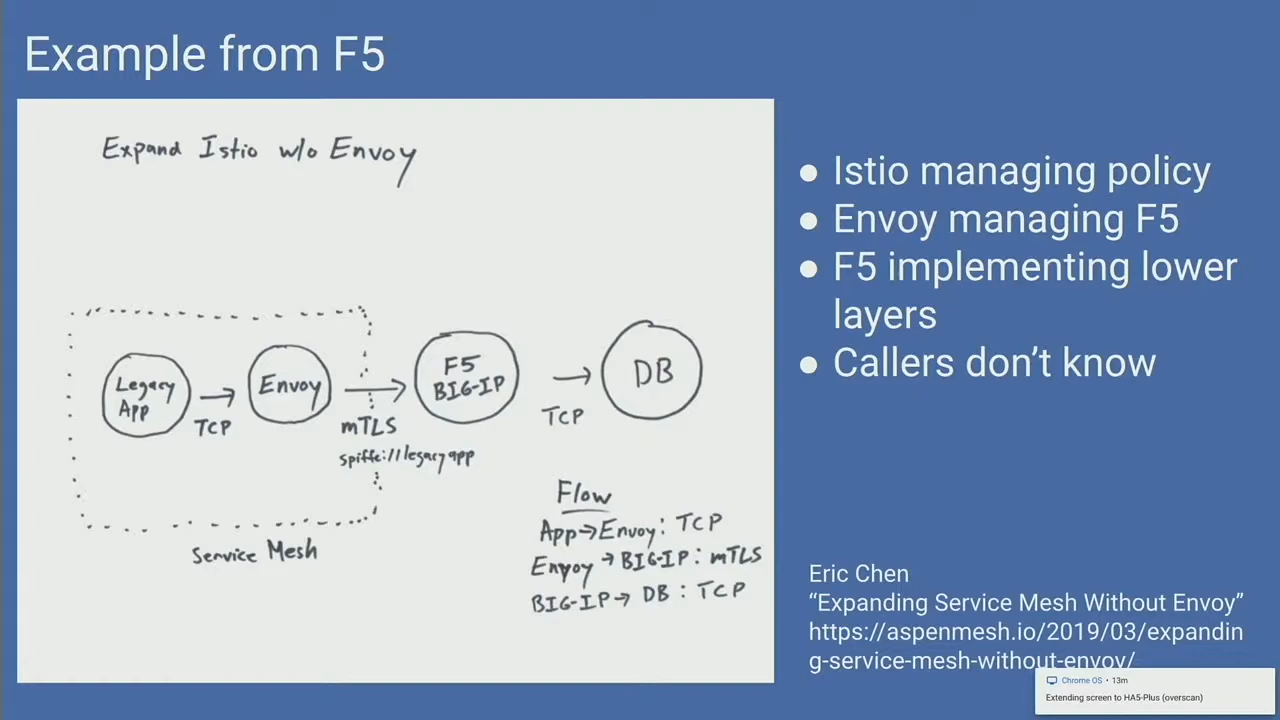 Example from F5
Expand Istio w/o Envoy
Legacy
App
TCP
Envoy
mTLS
spiffe://legacyapp
F5
BIG-IP
TCP
DB
Service Mesh
Flow
App→Envoy: TCP
Envoy→BIG-IP: mTLS
BIG-IP→ DB: TCP
● Istio managing policy
● Envoy managing F5
● F5 implementing lower
layers
● Callers don’t know
Eric Chen
“Expanding Service Mesh Without Envoy”
https://aspenmesh.io/2019/03/expandin
g-service-mesh-without-envoy/
Chrome OS • 13m
Extending screen to HA5-Plus (overscan)